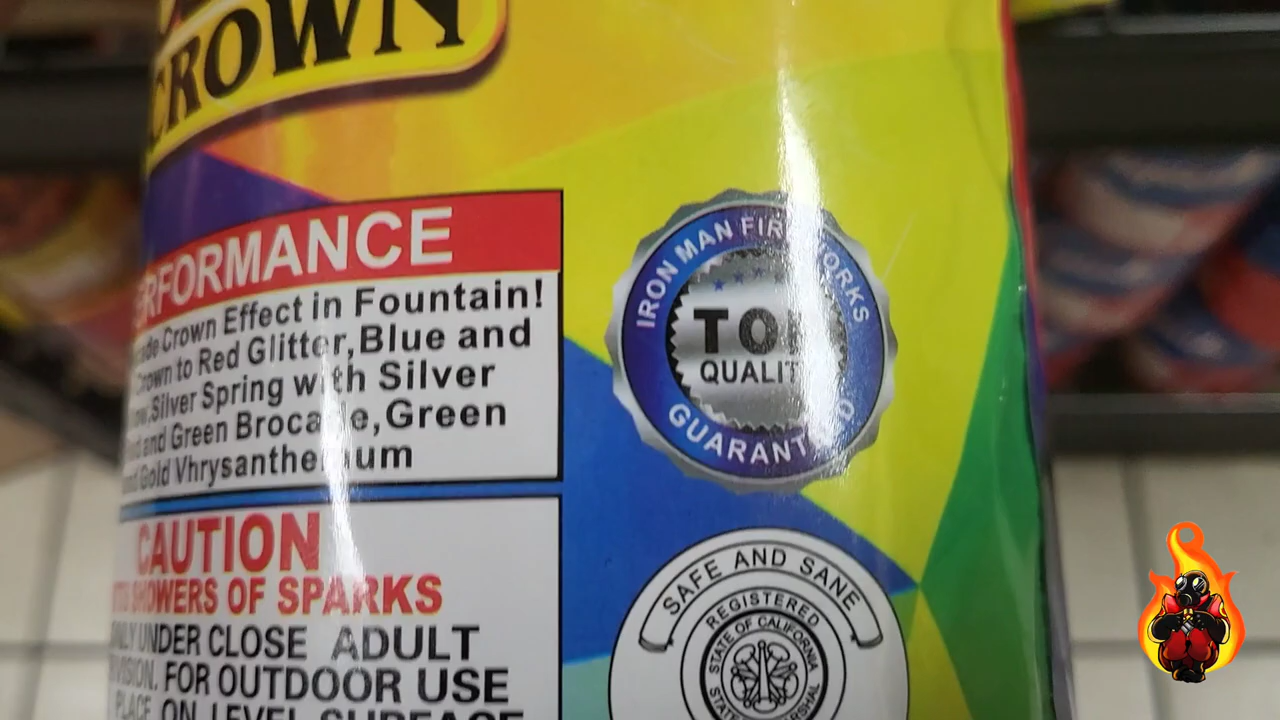 CROWN
PERFORMANCE
Crown Effect in Fountain!
Crown to Red Glitter, Blue and
Silver Spring with Silver
and Green Brocade, Green
Gold Vhrysanthemum
CAUTION
SHOWERS OF SPARKS
ONLY UNDER CLOSE ADULT
FOR OUTDOOR USE
PLACE ON LEVEL SURFACE
IRON MAN FIREWORKS
TOP
QUALITY
GUARANTEED
SAFE AND SANE
REGISTERED
STATE OF CALIFORNIA
STATE MARSHAL